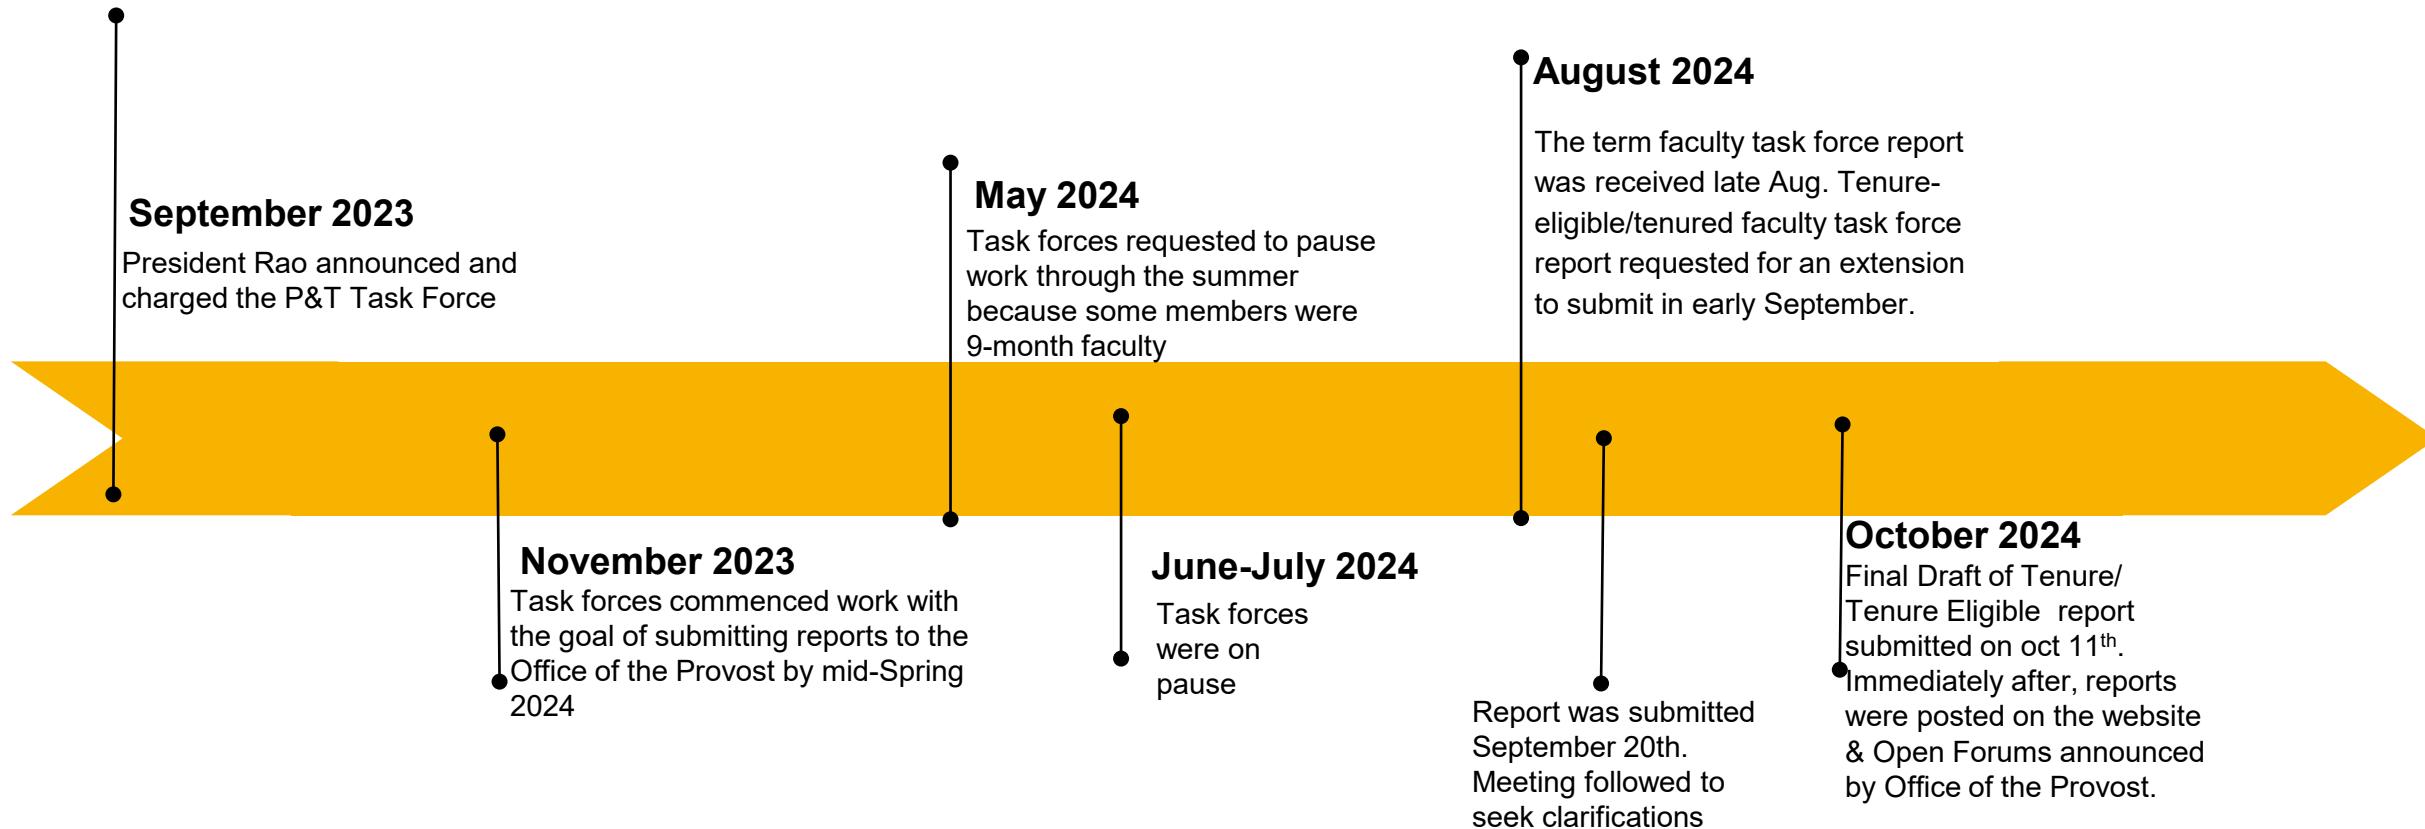 September 2023
President Rao announced and
charged the P&T Task Force
November 2023
Task forces commenced work with
the goal of submitting reports to the
Office of the Provost by mid-Spring
2024
May 2024
Task forces requested to pause
work through the summer
because some members were
9-month faculty
June-July 2024
Task forces
were on
pause
August 2024
The term faculty task force report
was received late Aug. Tenure-
eligible/tenured faculty task force
report requested for an extension
to submit in early September.
Report was submitted
September 20th.
Meeting followed to
seek clarifications
October 2024
Final Draft of Tenure/
Tenure Eligible  report
submitted on oct 11th.
Immediately after, reports
were posted on the website
& Open Forums announced
by Office of the Provost.